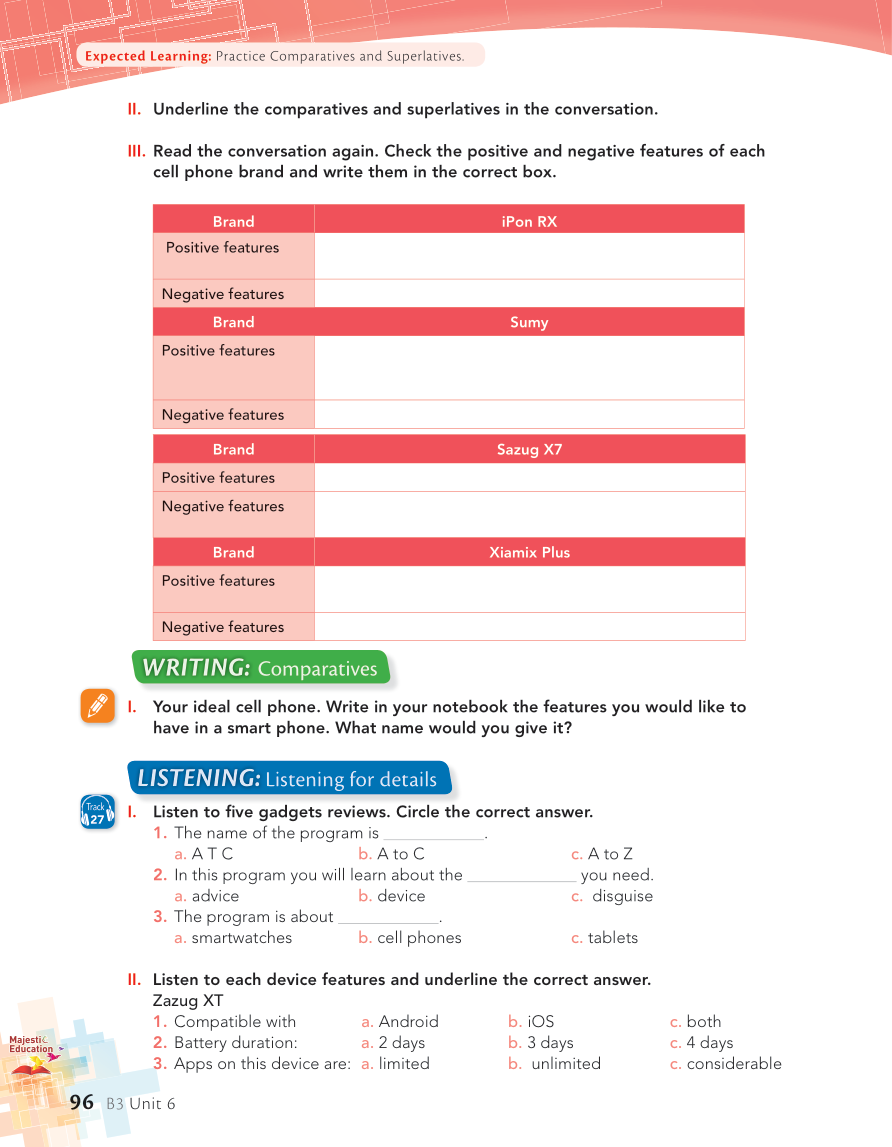 Expected Learning: Practice Comparatives and Superlatives.
II. Underline the comparatives and superlatives in the conversation.
III. Read the conversation again. Check the positive and negative features of each
cell phone brand and write them in the correct box.
Brand iPon RX
Positive features
Negative features
Brand Sumy
Positive features
Negative features
Brand Sazug X7
Positive features
Negative features
Brand Xiamix Plus
Positive features
Negative features
WRITING: Comparatives
I. Your ideal cell phone. Write in your notebook the features you would like to
have in a smart phone. What name would you give it?
LISTENING: Listening for details
Track
27
I. Listen to five gadgets reviews. Circle the correct answer.
1. The name of the program is ___________.
a. A T C b. A to C c. A to Z
2. In this program you will learn about the ____________ you need.
a. advice b. device c. disguise
3. The program is about ___________.
a. smartwatches b. cell phones c. tablets
II. Listen to each device features and underline the correct answer.
Zazug XT
1. Compatible with a. Android b. iOS c. both
2. Battery duration: a. 2 days b. 3 days c. 4 days
3. Apps on this device are: a. limited b. unlimited c. considerable
Majestic
Education
96 B3 Unit 6